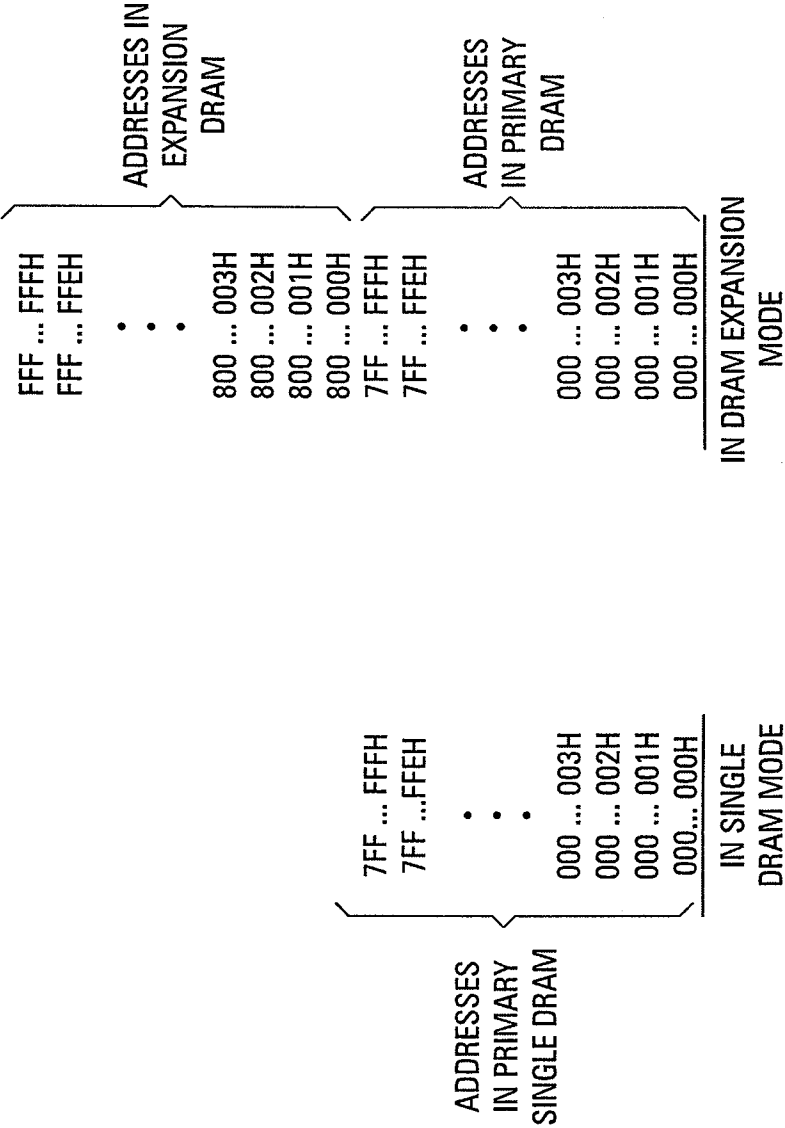 ADDRESSES
IN PRIMARY
SINGLE DRAM
7FF ... FFFH
7FF ...FFEH
000 ... 003H
000 ... 002H
000 ... 001H
000... 000H
IN SINGLE
DRAM MODE
FFF ... FFFH
FFF ... FFEH
800 ... 003H
800 ... 002H
800 ... 001H
800 ... 000H
7FF ... FFFH
7FF ... FFEH
000 ... 003H
000 ... 002H
000 ... 001H
000 ... 000H
IN DRAM EXPANSION
MODE
ADDRESSES IN
EXPANSION
DRAM
ADDRESSES
IN PRIMARY
DRAM